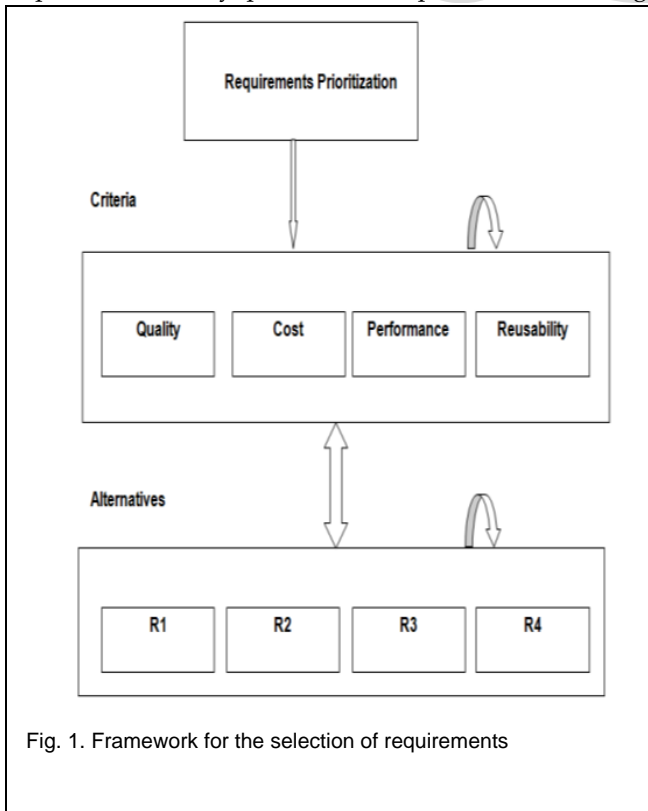 Requirements Prioritization
Criteria
Quality Cost Performance Reusability
Alternatives
R1 R2 R3 R4
Fig. 1. Framework for the selection of requirements